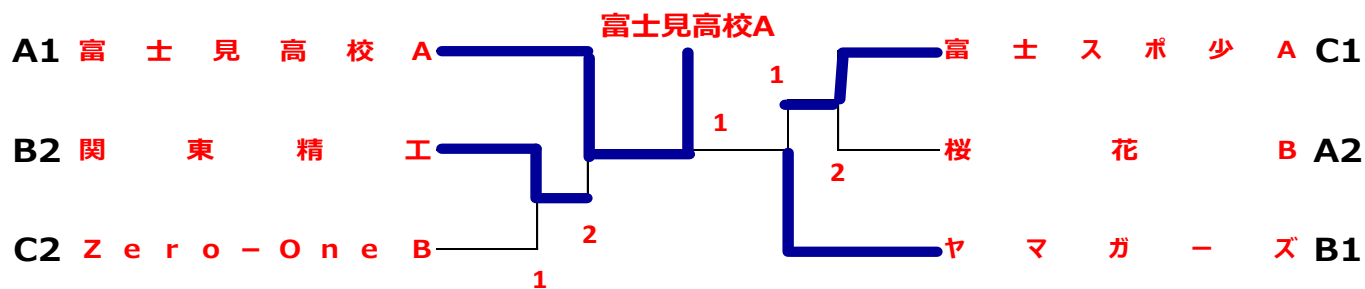 富士見高校A
A1 富士見高校A
富士スポ少A C1
1
1
B2 関東精工
桜花B A2
2
2
C2 Zero－One B
ヤマガーズ B1
1